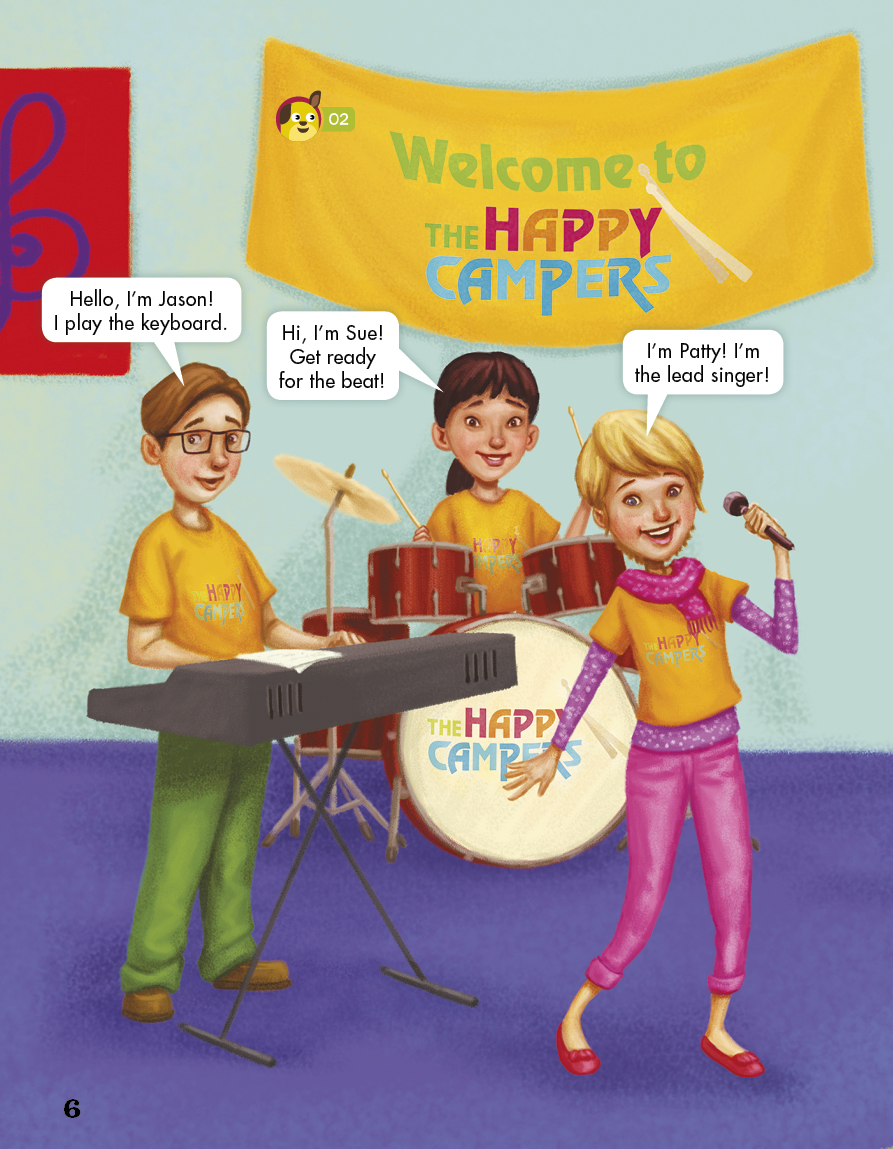 02
Welcome to
THE HAPPY
CAMPERS
Hello, I'm Jason!
I play the keyboard.
Hi, I'm Sue!
Get ready
for the beat!
I'm Patty! I'm
the lead singer!
THE HAPPY
CAMPERS
THE HAPPY
CAMPERS
THE HAPPY
CAMPERS
THE HAPPY
CAMPERS
6